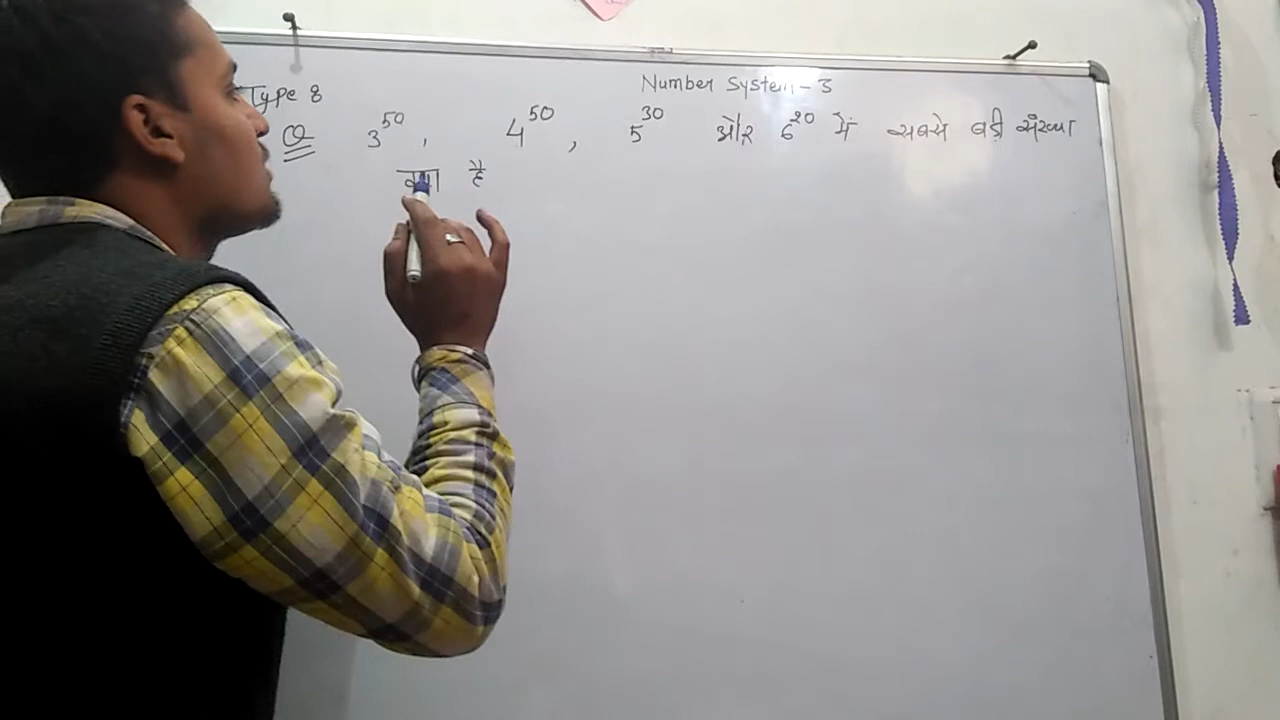 Number System - 3
Type 8
Q 3^50, 4^50, 5^30 और 6^20 में सबसे बड़ी संख्या
क्या है